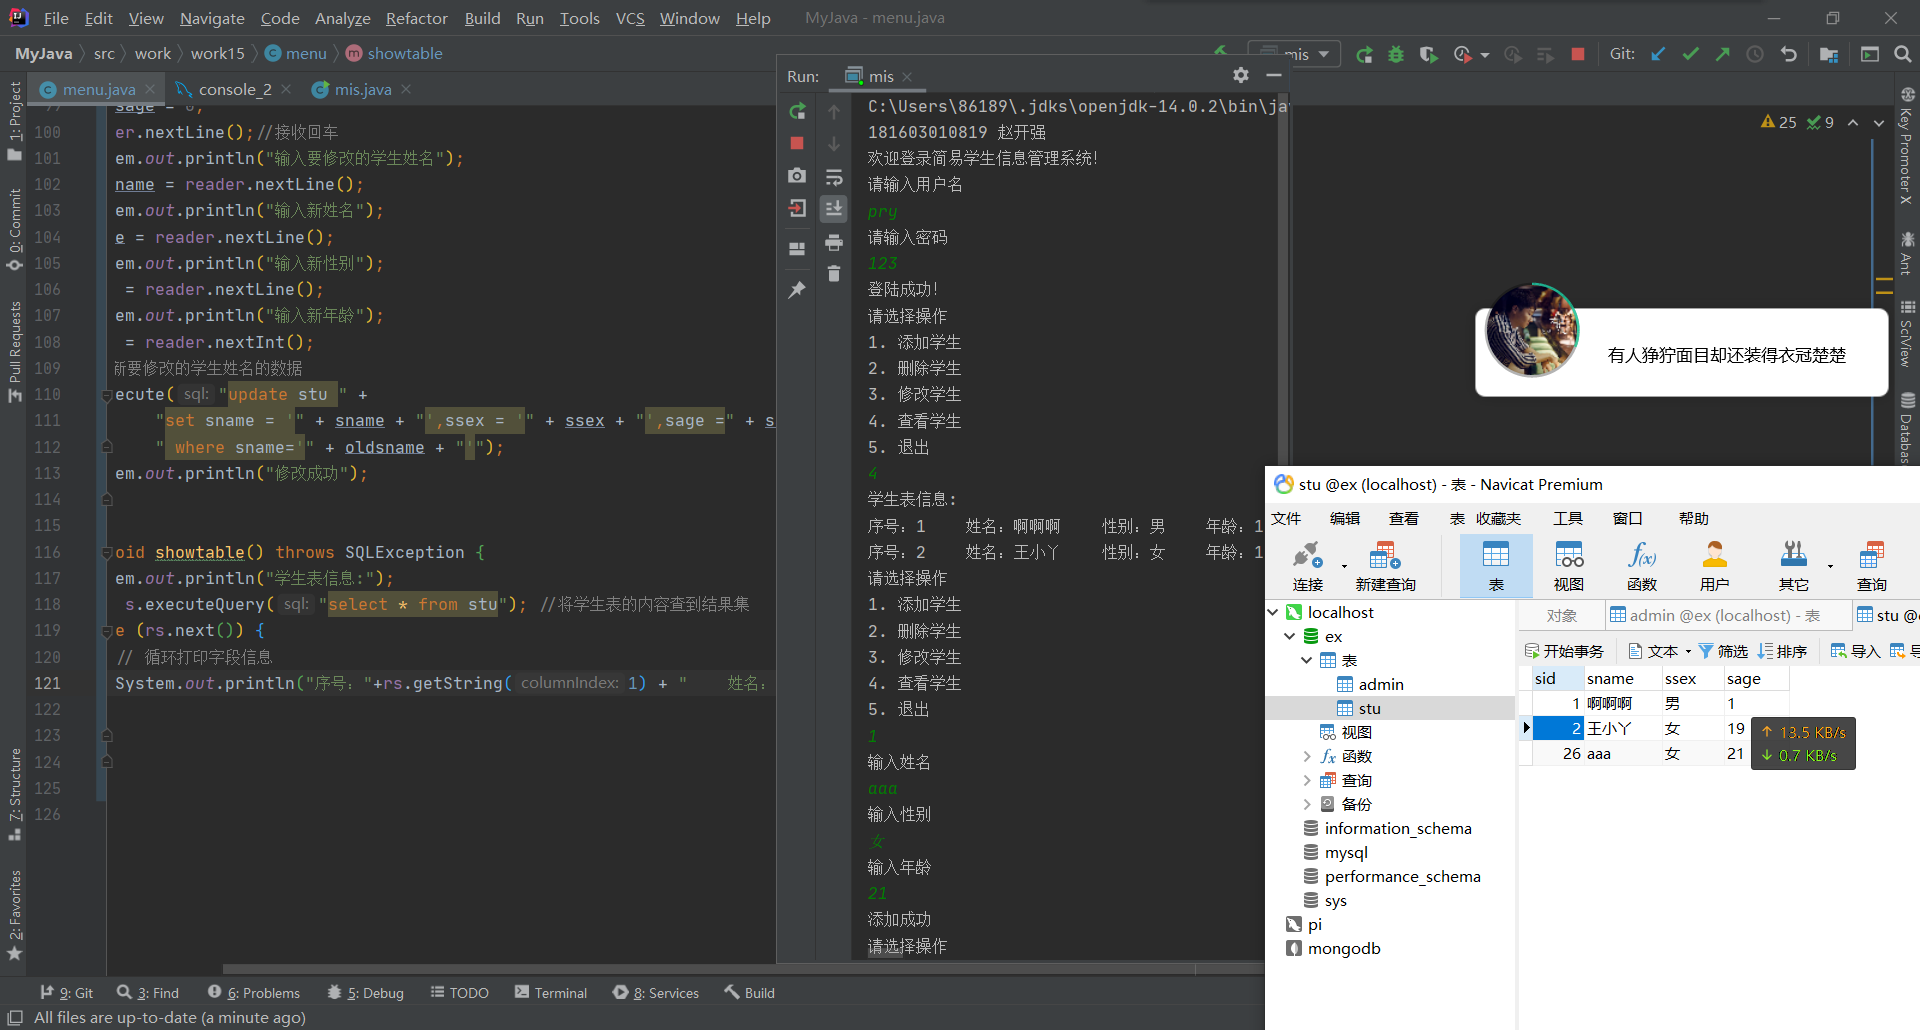 File Edit View Navigate Code Analyze Refactor Build Run Tools VCS Window Help MyJava - menu.java
MyJava src work work15 menu showtable
mis
Git:
menu.java console_2 mis.java
1: Project
0: Commit
Pull Requests
7: Structure
2: Favorites
99 sage = 0;
100 er.nextLine();//接收回车
101 em.out.println("输入要修改的学生姓名");
102 name = reader.nextLine();
103 em.out.println("输入新姓名");
104 e = reader.nextLine();
105 em.out.println("输入新性别");
106 = reader.nextLine();
107 em.out.println("输入新年龄");
108 = reader.nextInt();
109 新要修改的学生姓名的数据
110 ecute( sql: "update stu " +
111 "set sname = '" + sname + "',ssex = '" + ssex + "',sage =" + s
112 " where sname='" + oldsname + "'");
113 em.out.println("修改成功");
114
115
116 oid showtable() throws SQLException {
117 em.out.println("学生表信息:");
118 s.executeQuery( sql: "select * from stu"); //将学生表的内容查到结果集
119 e (rs.next()) {
120 // 循环打印字段信息
121 System.out.println("序号: "+rs.getString( columnIndex: 1) + " 姓名:
122
123
124
125
126
Run: mis
C:\Users\86189\.jdks\openjdk-14.0.2\bin\ja
181603010819 赵开强
欢迎登录简易学生信息管理系统!
请输入用户名
pry
请输入密码
123
登陆成功!
请选择操作
1. 添加学生
2. 删除学生
3. 修改学生
4. 查看学生
5. 退出
4
学生表信息:
序号: 1 姓名: 啊啊啊 性别: 男 年龄: 1
序号: 2 姓名: 王小丫 性别: 女 年龄: 1
请选择操作
1. 添加学生
2. 删除学生
3. 修改学生
4. 查看学生
5. 退出
1
输入姓名
aaa
输入性别
女
输入年龄
21
添加成功
请选择操作
25 9
Key Promoter X
Ant
SciView
Databas
有人狰狞面目却还装得衣冠楚楚
stu @ex (localhost) - 表 - Navicat Premium
文件 编辑 查看 表 收藏夹 工具 窗口 帮助
连接 新建查询 表 视图 函数 用户 其它 查询
localhost
ex
表
admin
stu
视图
函数
查询
备份
information_schema
mysql
performance_schema
sys
pi
mongodb
对象 admin @ex (localhost) - 表 stu @
开始事务 文本 筛选 排序 导入 导
sid sname ssex sage
1 啊啊啊 男 1
2 王小丫 女 19
26 aaa 女 21
↑ 13.5 KB/s
↓ 0.7 KB/s
9: Git 3: Find 6: Problems 5: Debug TODO Terminal 8: Services Build
All files are up-to-date (a minute ago)